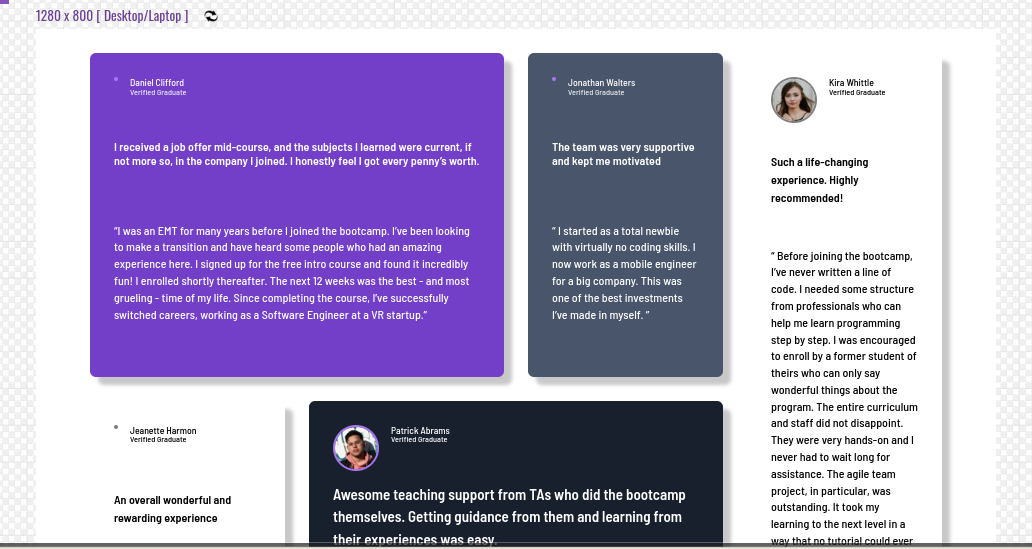 1280 x 800 [ Desktop/Laptop ]
Daniel Clifford
Verified Graduate
I received a job offer mid-course, and the subjects I learned were current, if
not more so, in the company I joined. I honestly feel I got every penny's worth.
"I was an EMT for many years before I joined the bootcamp. I've been looking
to make a transition and have heard some people who had an amazing
experience here. I signed up for the free intro course and found it incredibly
fun! I enrolled shortly thereafter. The next 12 weeks was the best - and most
grueling - time of my life. Since completing the course, I've successfully
switched careers, working as a Software Engineer at a VR startup."
Jonathan Walters
Verified Graduate
The team was very supportive
and kept me motivated
" I started as a total newbie
with virtually no coding skills. I
now work as a mobile engineer
for a big company. This was
one of the best investments
I've made in myself. "
Kira Whittle
Verified Graduate
Such a life-changing
experience. Highly
recommended!
" Before joining the bootcamp,
I've never written a line of
code. I needed some structure
from professionals who can
help me learn programming
step by step. I was encouraged
to enroll by a former student of
theirs who can only say
wonderful things about the
program. The entire curriculum
and staff did not disappoint.
They were very hands-on and I
never had to wait long for
assistance. The agile team
project, in particular, was
outstanding. It took my
learning to the next level in a
way that no tutorial could ever
Jeanette Harmon
Verified Graduate
An overall wonderful and
rewarding experience
Patrick Abrams
Verified Graduate
Awesome teaching support from TAs who did the bootcamp
themselves. Getting guidance from them and learning from
their experiences was easy.